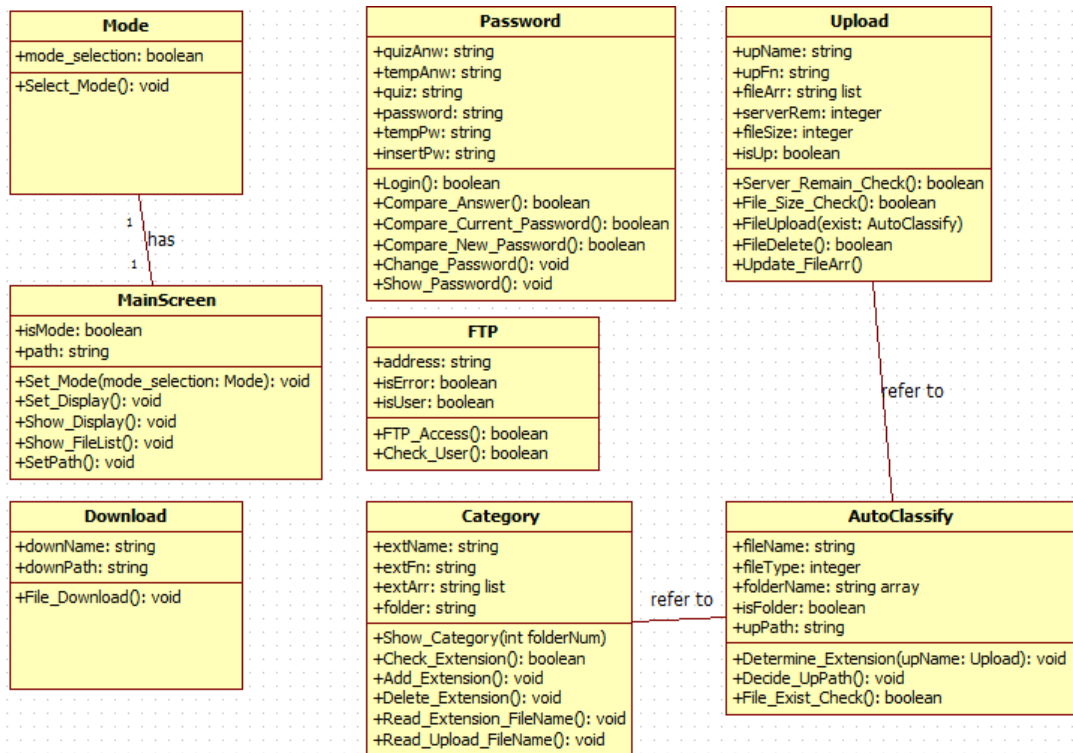 Mode
+mode_selection: boolean
+Select_Mode(): void
1
has
1
MainScreen
+isMode: boolean
+path: string
+Set_Mode(mode_selection: Mode): void
+Set_Display(): void
+Show_Display(): void
+Show_FileList(): void
+SetPath(): void
Download
+downName: string
+downPath: string
+File_Download(): void
Password
+quizAnw: string
+tempAnw: string
+quiz: string
+password: string
+tempPw: string
+insertPw: string
+Login(): boolean
+Compare_Answer(): boolean
+Compare_Current_Password(): boolean
+Compare_New_Password(): boolean
+Change_Password(): void
+Show_Password(): void
FTP
+address: string
+isError: boolean
+isUser: boolean
+FTP_Access(): boolean
+Check_User(): boolean
Category
+extName: string
+extFn: string
+extArr: string list
+folder: string
+Show_Category(int folderNum)
+Check_Extension(): boolean
+Add_Extension(): void
+Delete_Extension(): void
+Read_Extension_FileName(): void
+Read_Upload_FileName(): void
refer to
Upload
+upName: string
+upFn: string
+fileArr: string list
+serverRem: integer
+fileSize: integer
+isUp: boolean
+Server_Remain_Check(): boolean
+File_Size_Check(): boolean
+FileUpload(exist: AutoClassify)
+FileDelete(): boolean
+Update_FileArr()
refer to
AutoClassify
+fileName: string
+fileType: integer
+folderName: string array
+isFolder: boolean
+upPath: string
+Determine_Extension(upName: Upload): void
+Decide_UpPath(): void
+File_Exist_Check(): boolean